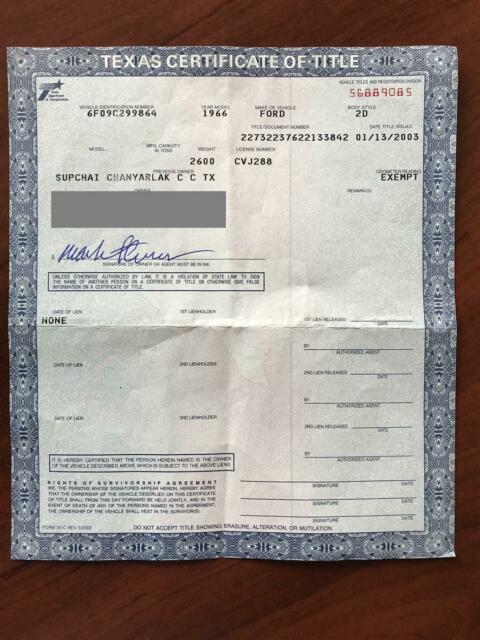 TEXAS CERTIFICATE OF TITLE
VEHICLE TITLES AND REGISTRATION DIVISION
Texas Department of Transportation
56889085
VEHICLE IDENTIFICATION NUMBER YEAR MODEL MAKE OF VEHICLE BODY STYLE
6F09C299864 1966 FORD 2D
TITLE/DOCUMENT NUMBER DATE TITLE ISSUED
22732237622133842 01/13/2003
MODEL MFG. CAPACITY IN TONS WEIGHT LICENSE NUMBER
2600 CVJ288
PREVIOUS OWNER ODOMETER READING
SUPCHAI CHANYARLAK C C TX EXEMPT
OWNER REMARK(S)
X
SIGNATURE OF OWNER OR AGENT MUST BE IN INK
UNLESS OTHERWISE AUTHORIZED BY LAW, IT IS A VIOLATION OF STATE LAW TO SIGN
THE NAME OF ANOTHER PERSON ON A CERTIFICATE OF TITLE OR OTHERWISE GIVE FALSE
INFORMATION ON A CERTIFICATE OF TITLE.
DATE OF LIEN 1ST LIENHOLDER 1ST LIEN RELEASED DATE
NONE
BY AUTHORIZED AGENT
DATE OF LIEN 2ND LIENHOLDER 2ND LIEN RELEASED DATE
BY AUTHORIZED AGENT
DATE OF LIEN 3RD LIENHOLDER 3RD LIEN RELEASED DATE
BY AUTHORIZED AGENT
IT IS HEREBY CERTIFIED THAT THE PERSON HEREIN NAMED IS THE OWNER
OF THE VEHICLE DESCRIBED ABOVE WHICH IS SUBJECT TO THE ABOVE LIENS
RIGHTS OF SURVIVORSHIP AGREEMENT
WE, THE PERSONS WHOSE SIGNATURES APPEAR HEREIN, HEREBY AGREE
THAT THE OWNERSHIP OF THE VEHICLE DESCRIBED ON THIS CERTIFICATE
OF TITLE SHALL FROM THIS DAY FORWARD BE HELD JOINTLY, AND IN THE
EVENT OF DEATH OF ANY OF THE PERSONS NAMED IN THE AGREEMENT,
THE OWNERSHIP OF THE VEHICLE SHALL VEST IN THE SURVIVOR(S).
SIGNATURE DATE
SIGNATURE DATE
SIGNATURE DATE
FORM 30-C REV. 5/2002 DO NOT ACCEPT TITLE SHOWING ERASURE, ALTERATION, OR MUTILATION.